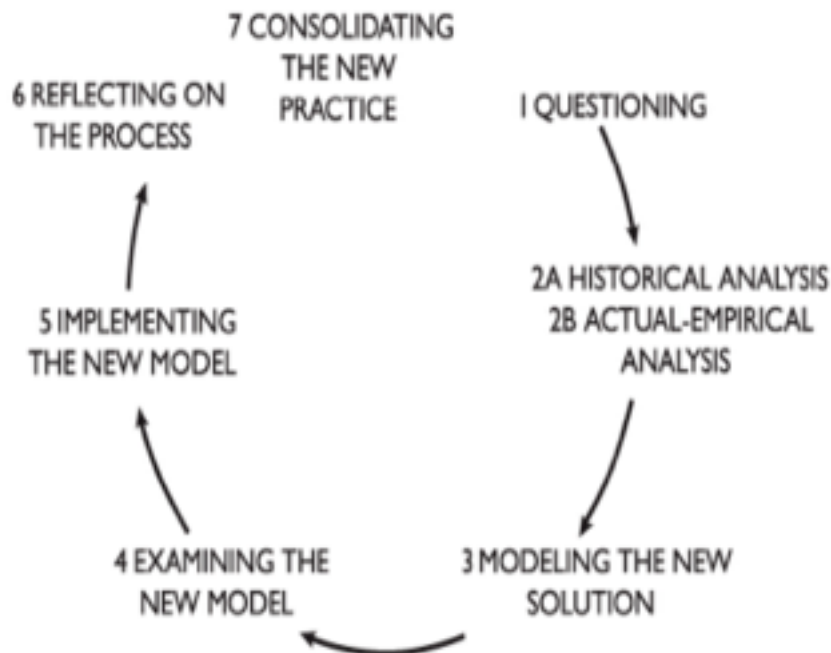 7 CONSOLIDATING
THE NEW
PRACTICE
1 QUESTIONING
2A HISTORICAL ANALYSIS
2B ACTUAL-EMPIRICAL
ANALYSIS
3 MODELING THE NEW
SOLUTION
4 EXAMINING THE
NEW MODEL
5 IMPLEMENTING
THE NEW MODEL
6 REFLECTING ON
THE PROCESS